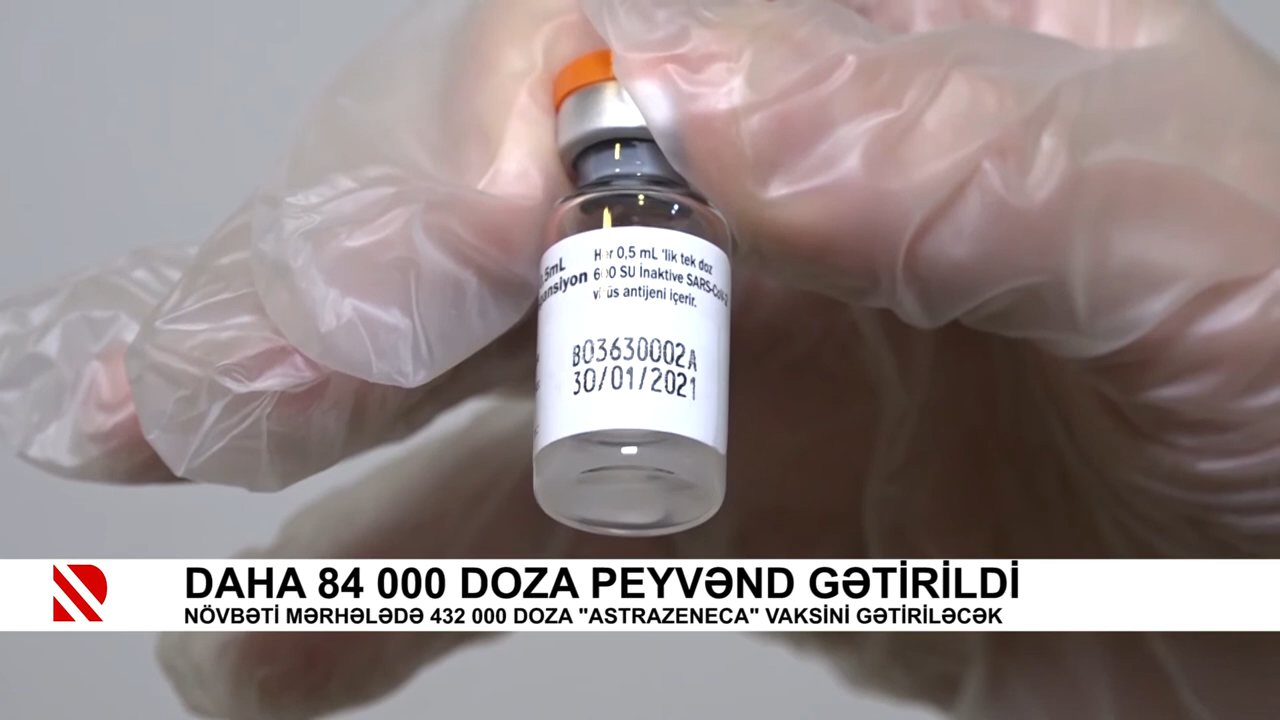 .5mL
Her 0,5 mL 'lik tek doz
600 SU İnaktive SARS-CoV-2
virüs antijeni içerir.
B03630002A
30/01/2021
DAHA 84 000 DOZA PEYVƏND GƏTİRİLDİ
NÖVBƏTİ MƏRHƏLƏDƏ 432 000 DOZA "ASTRAZENECA" VAKSİNİ GƏTİRİLƏCƏK